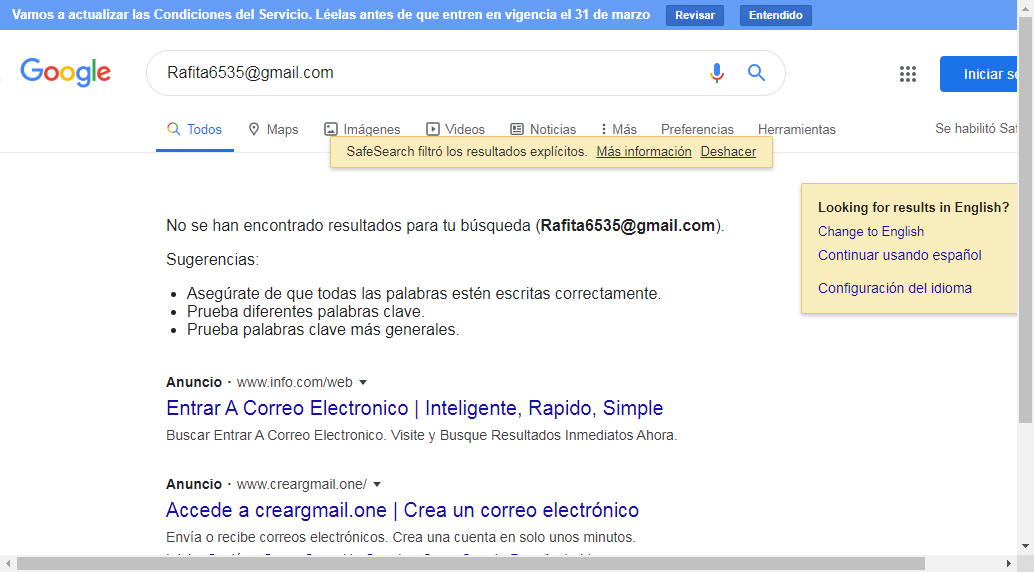 Vamos a actualizar las Condiciones del Servicio. Léelas antes de que entren en vigencia el 31 de marzo Revisar Entendido
Google
Rafita6535@gmail.com
Iniciar
Todos Maps Imágenes Videos Noticias Más Preferencias Herramientas Se habilitó
SafeSearch filtró los resultados explícitos. Más información Deshacer
Looking for results in English?
Change to English
Continuar usando español
Configuración del idioma
No se han encontrado resultados para tu búsqueda (Rafita6535@gmail.com).
Sugerencias:
Asegúrate de que todas las palabras estén escritas correctamente.
Prueba diferentes palabras clave.
Prueba palabras clave más generales.
Anuncio · www.info.com/web
Entrar A Correo Electronico | Inteligente, Rapido, Simple
Buscar Entrar A Correo Electronico. Visite y Busque Resultados Inmediatos Ahora.
Anuncio · www.creargmail.one/
Accede a creargmail.one | Crea un correo electrónico
Envía o recibe correos electrónicos. Crea una cuenta en solo unos minutos.